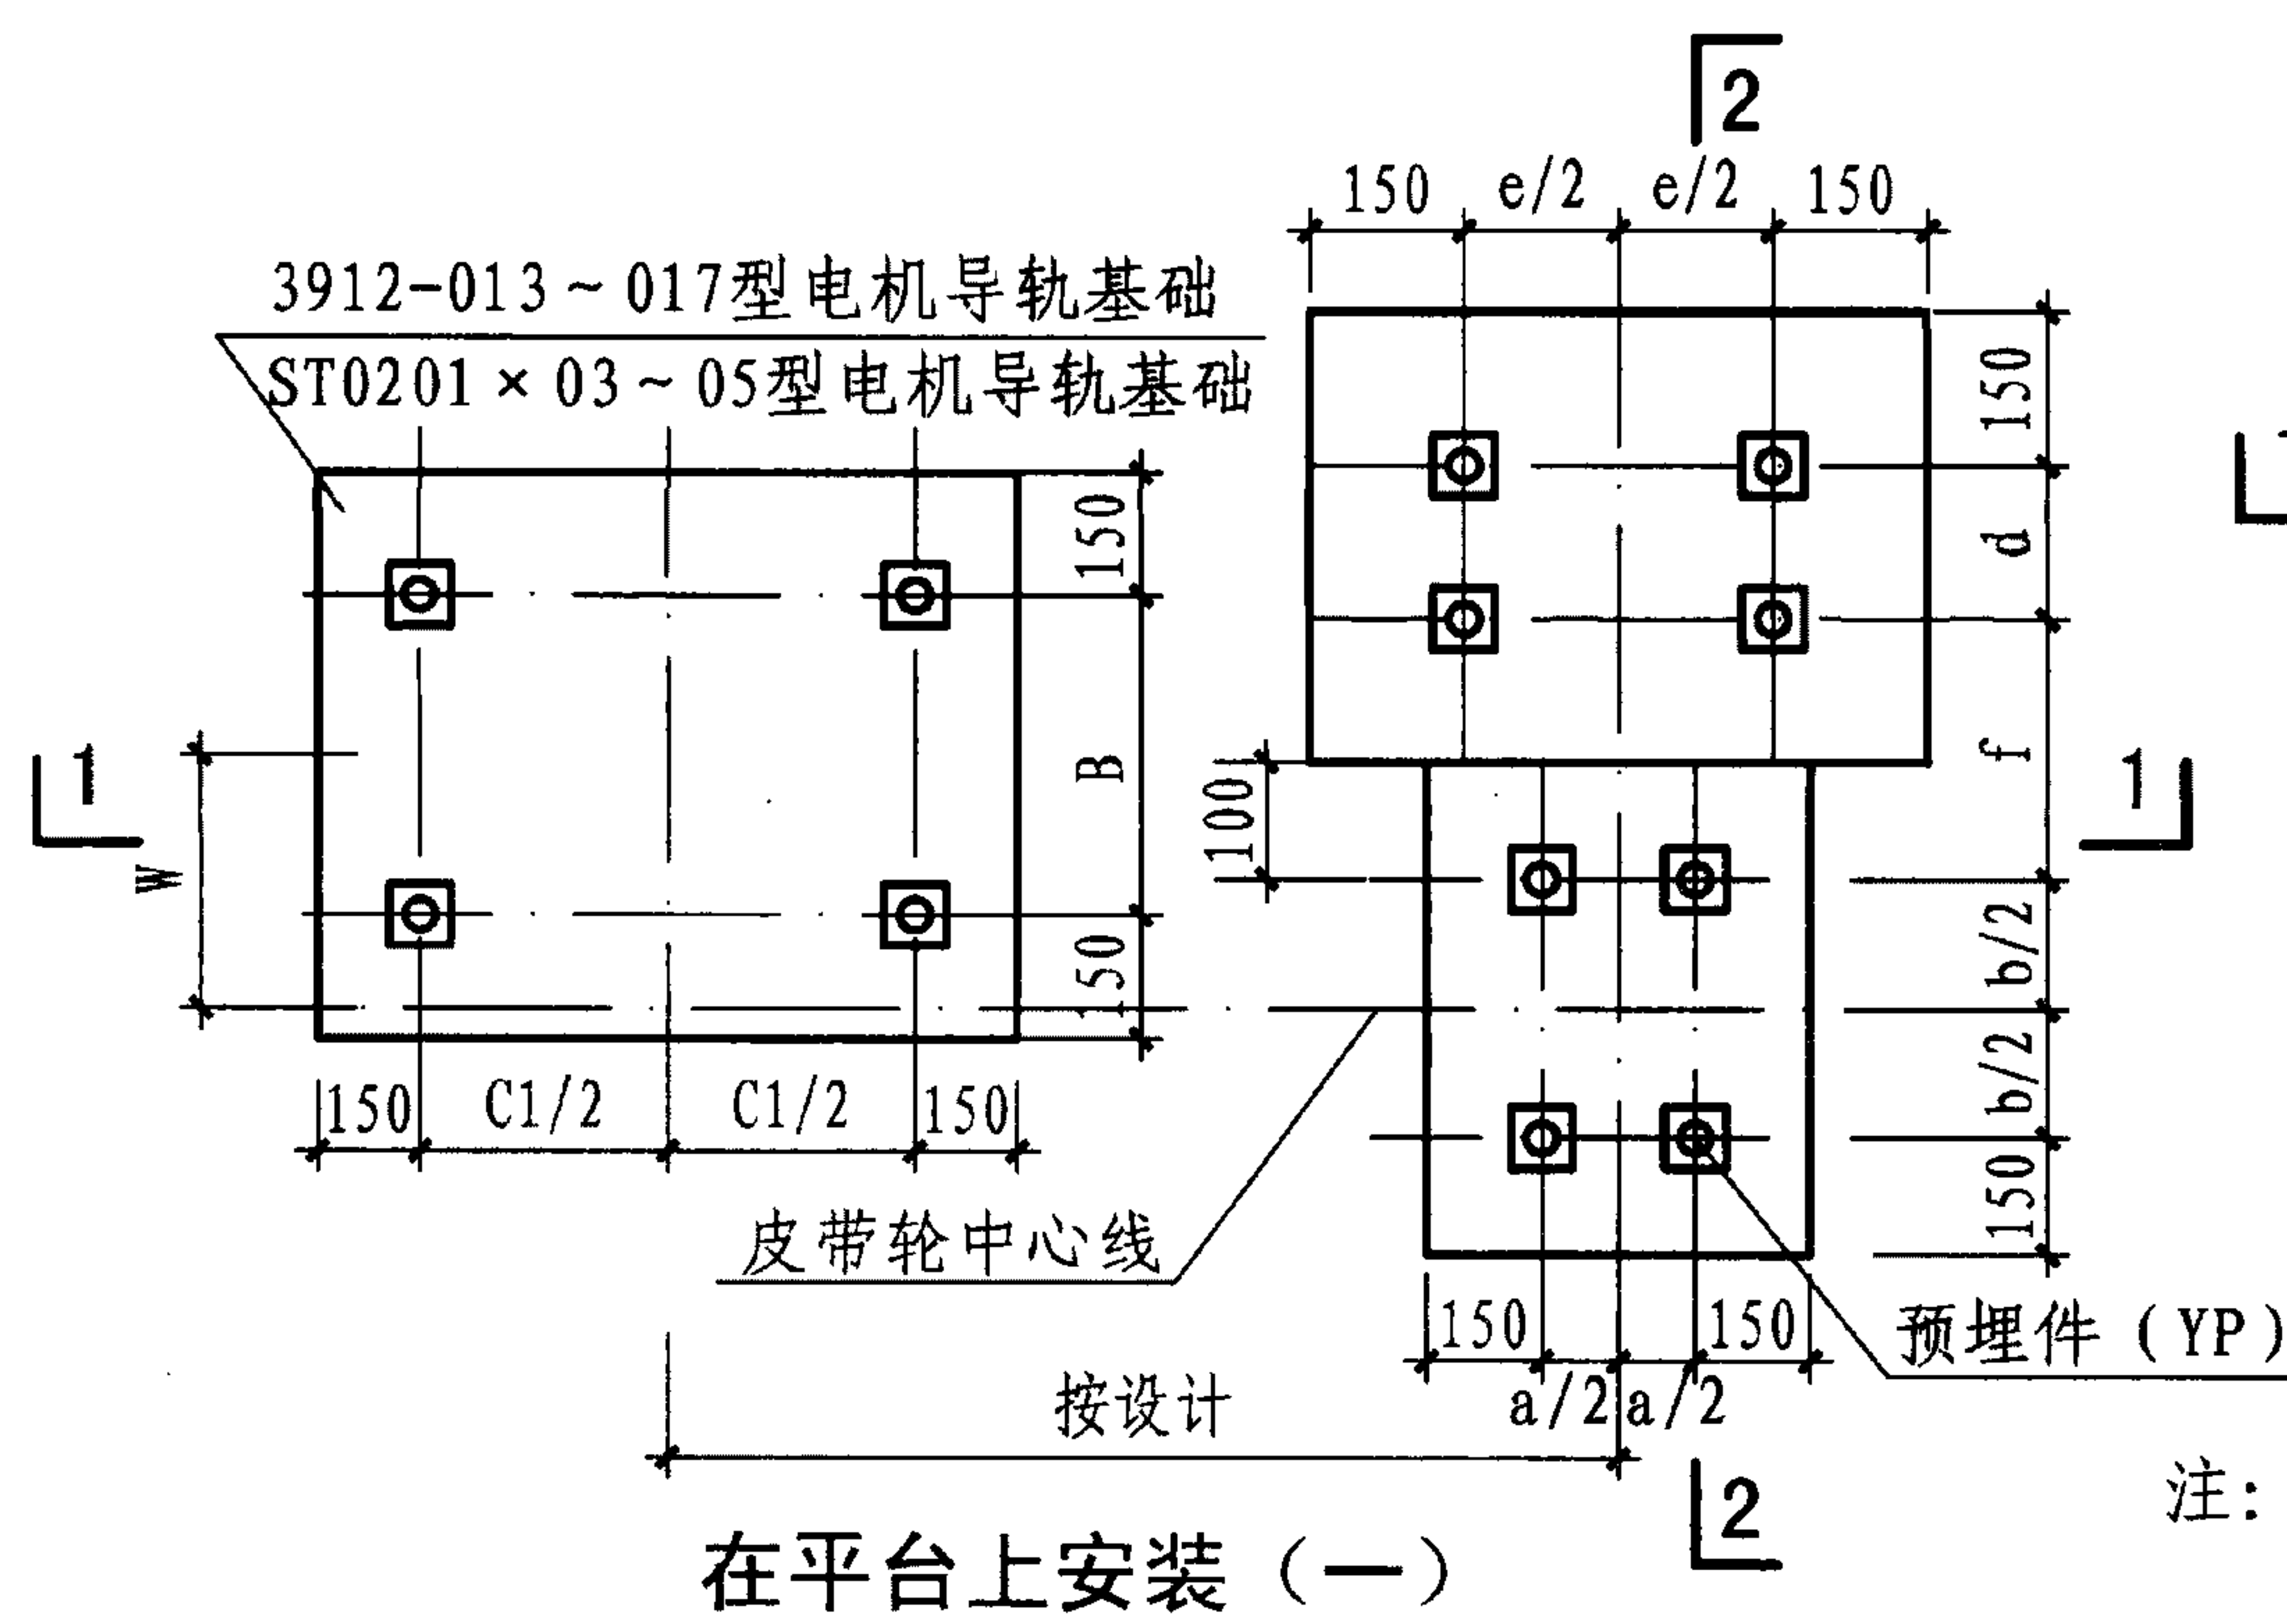 2
150 e/2 e/2 150
3912-013~017型电机导轨基础
ST0201×03~05型电机导轨基础
150
B
150
W
1
150 C1/2 C1/2 150
150
d
f
b/2
b/2
150
100
1
皮带轮中心线
150 150
a/2 a/2
预埋件(YP)
按设计
2
注:
在平台上安装(一)